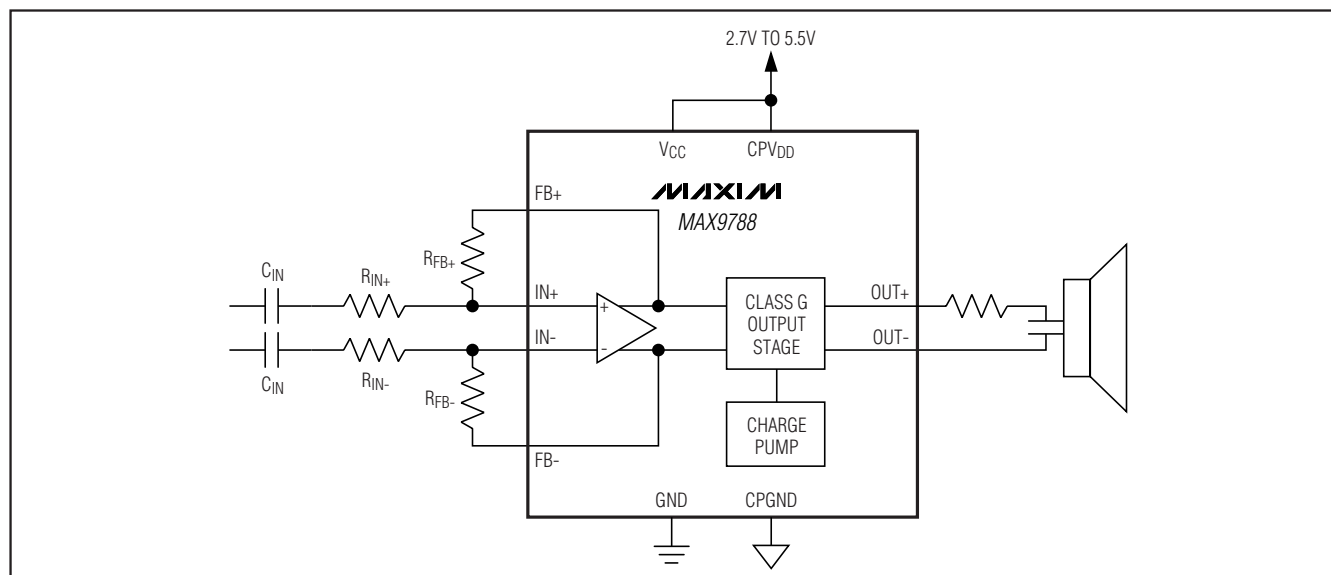 2.7V TO 5.5V
VCC
CPVDD
FB+
MAXIM
MAX9788
RFB+
CIN
RIN+
IN+
+
CLASS G
OUTPUT
STAGE
OUT+
IN-
-
OUT-
CIN
RIN-
RFB-
CHARGE
PUMP
FB-
GND
CPGND